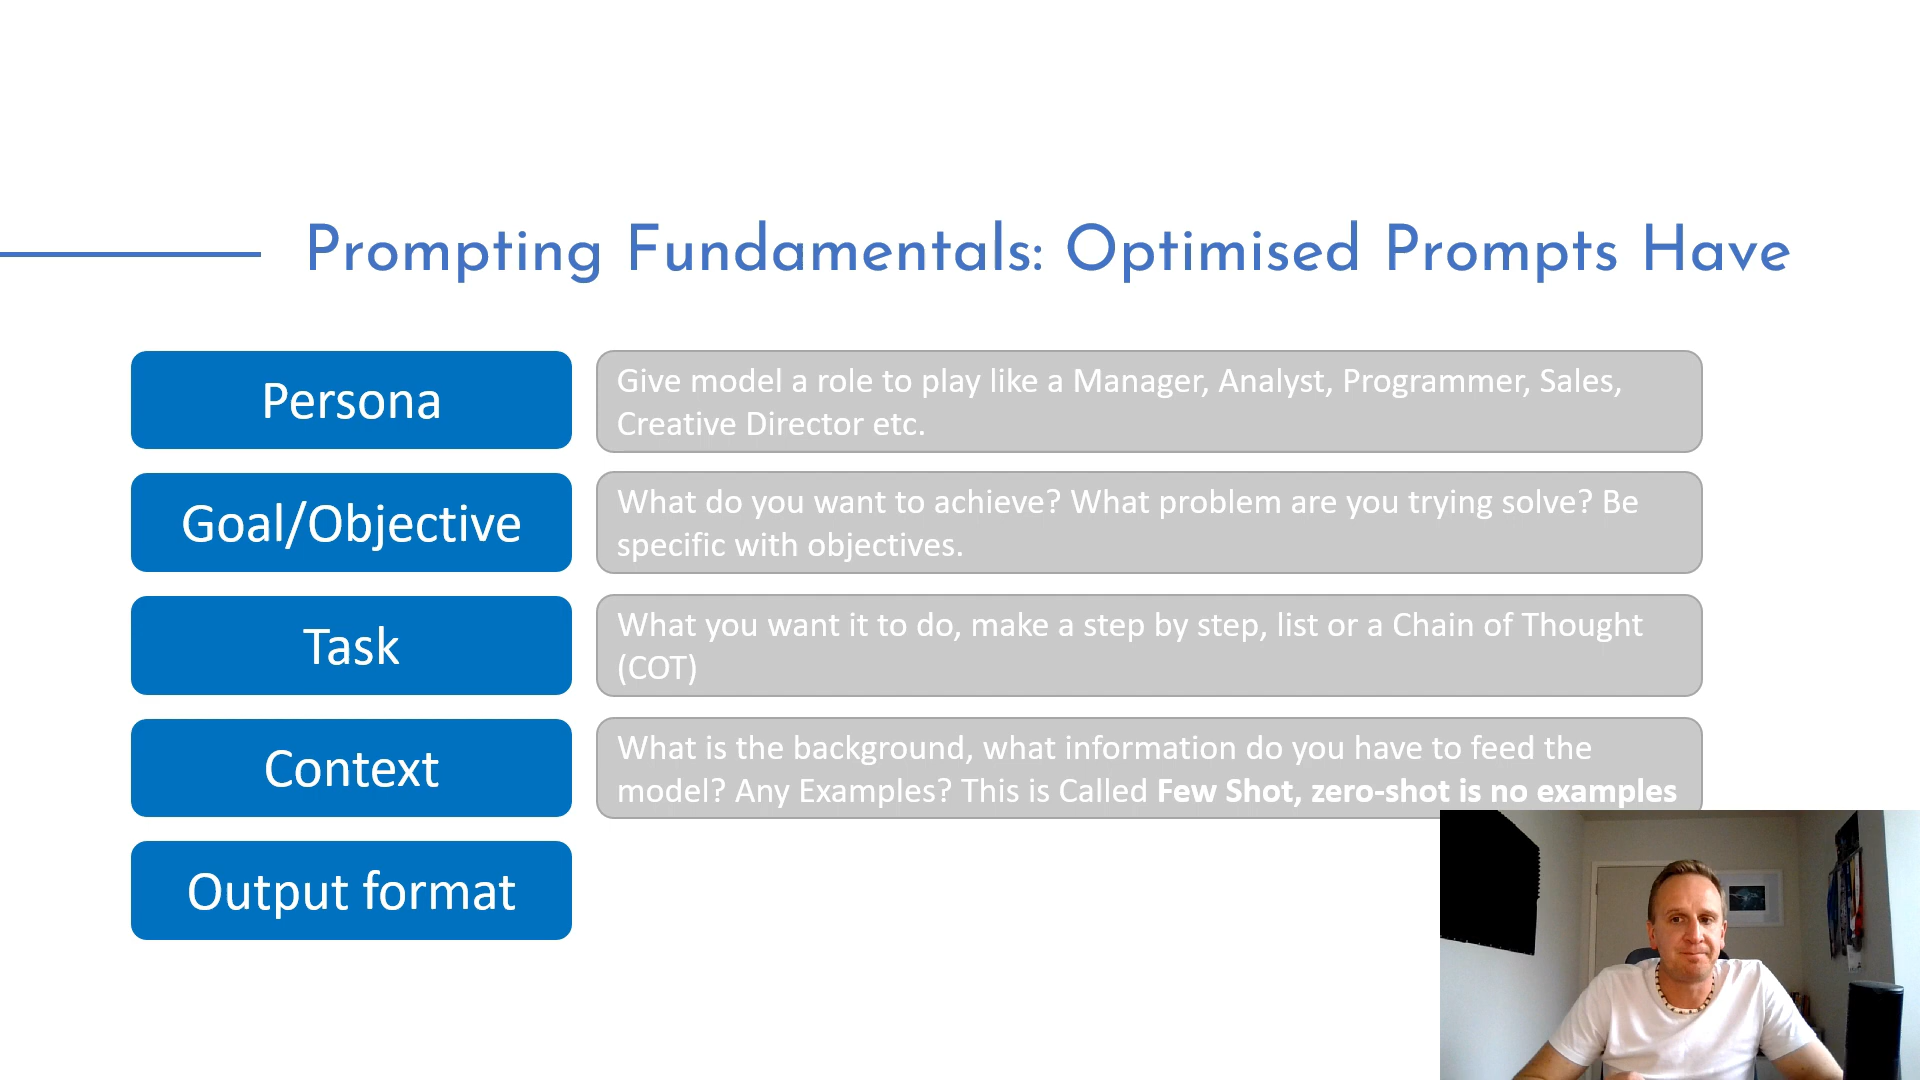 Prompting Fundamentals: Optimised Prompts Have
Persona
Give model a role to play like a Manager, Analyst, Programmer, Sales,
Creative Director etc.
Goal/Objective
What do you want to achieve? What problem are you trying solve? Be
specific with objectives.
Task
What you want it to do, make a step by step, list or a Chain of Thought
(COT)
Context
What is the background, what information do you have to feed the
model? Any Examples? This is Called Few Shot, zero-shot is no examples
Output format